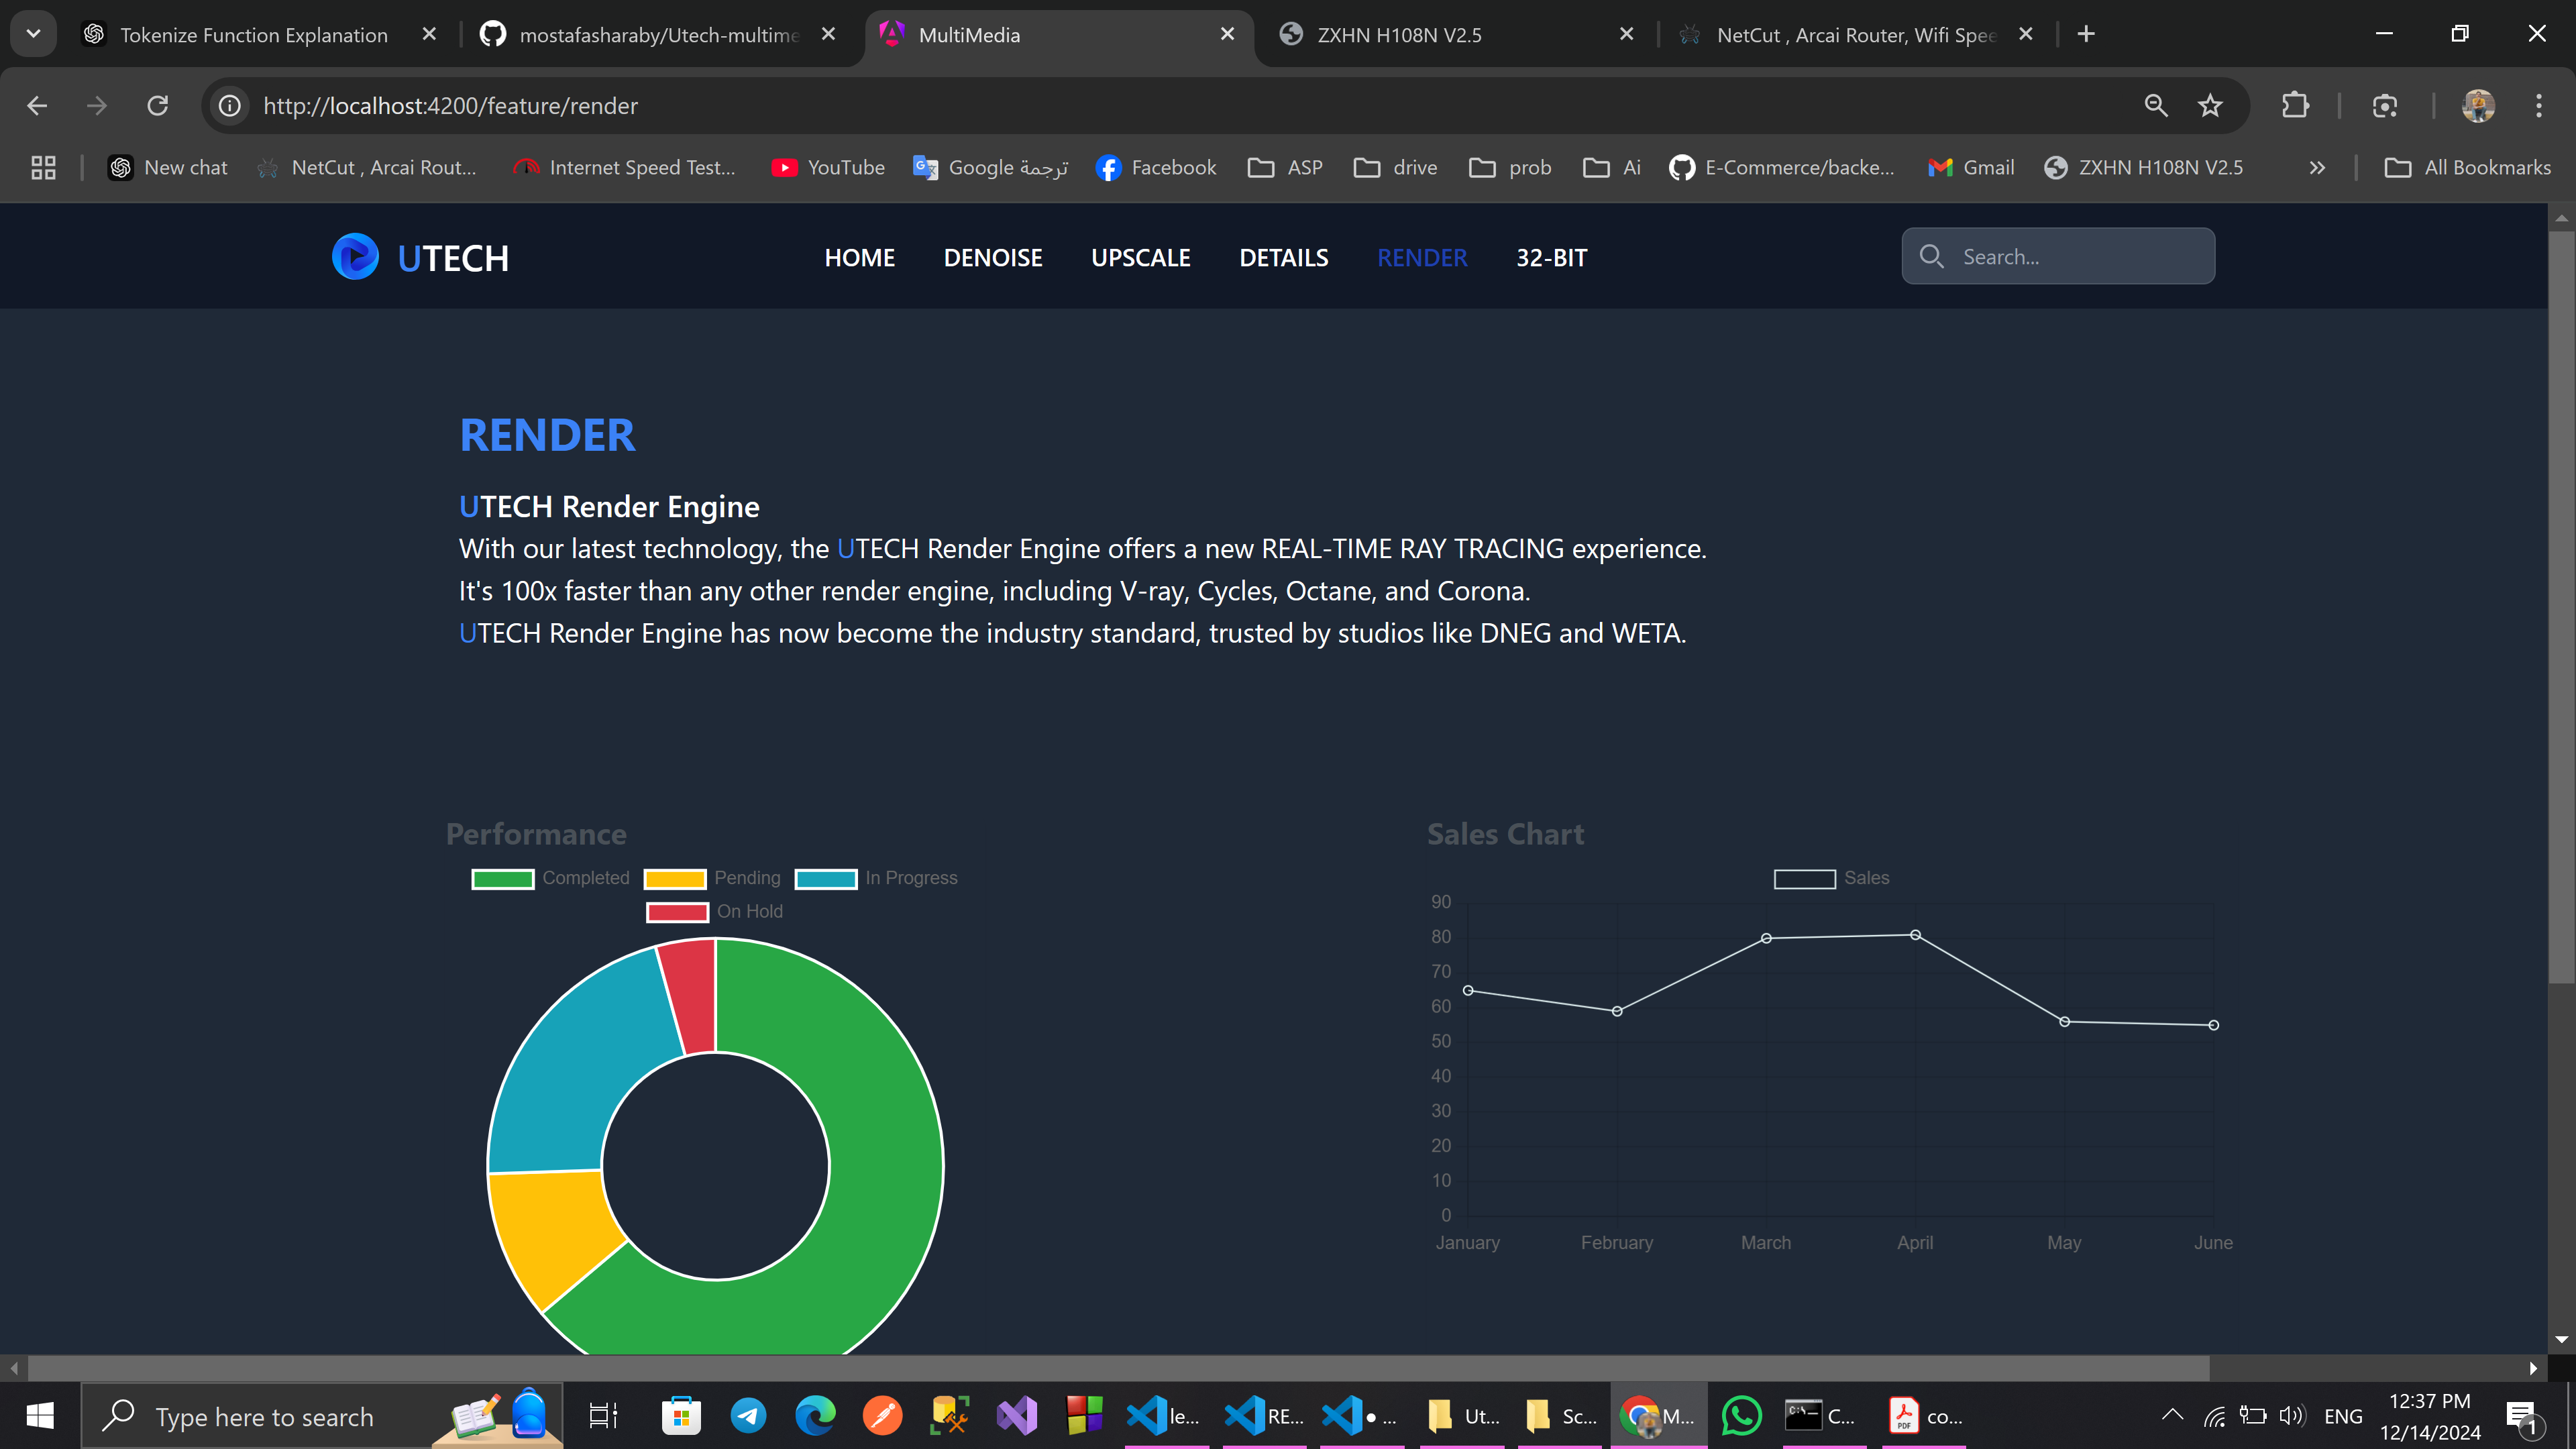 Tokenize Function Explanation
mostafasharaby/Utech-multime
MultiMedia
ZXHN H108N V2.5
NetCut , Arcai Router, Wifi Spee
http://localhost:4200/feature/render
New chat
NetCut , Arcai Rout...
Internet Speed Test...
YouTube
Google ترجمة
Facebook
ASP
drive
prob
Ai
E-Commerce/backe...
Gmail
ZXHN H108N V2.5
All Bookmarks
UTECH
HOME
DENOISE
UPSCALE
DETAILS
RENDER
32-BIT
Search...
RENDER
UTECH Render Engine
With our latest technology, the UTECH Render Engine offers a new REAL-TIME RAY TRACING experience.
It's 100x faster than any other render engine, including V-ray, Cycles, Octane, and Corona.
UTECH Render Engine has now become the industry standard, trusted by studios like DNEG and WETA.
Performance
Completed
Pending
In Progress
On Hold
Sales Chart
Sales
90
80
70
60
50
40
30
20
10
0
January
February
March
April
May
June
Type here to search
le...
RE...
● ...
Ut...
Sc...
M...
C...
PDF
co...
ENG
12:37 PM
12/14/2024
1